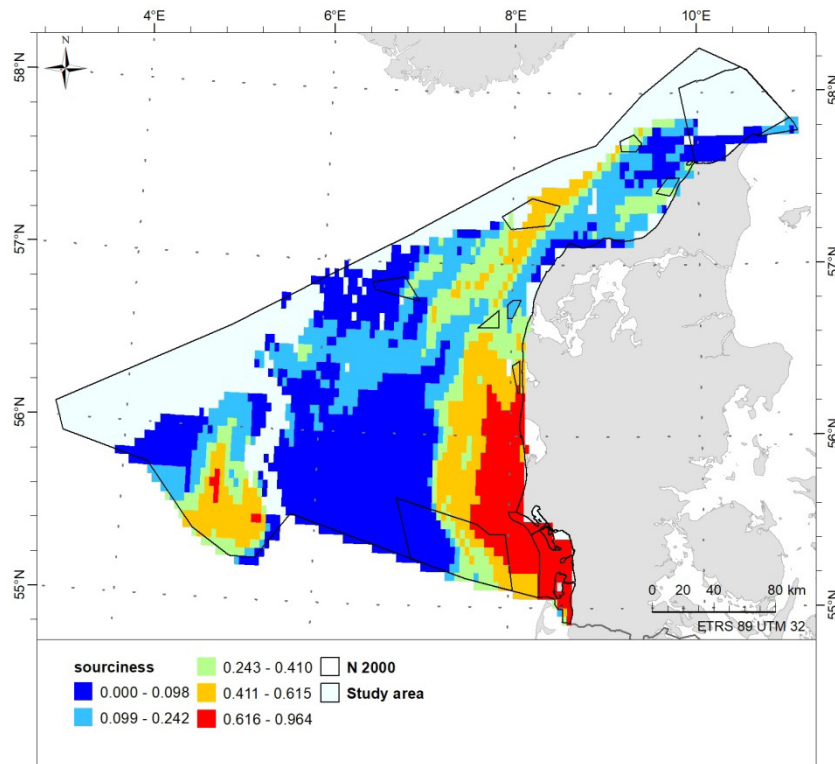 4°E 6°E 8°E 10°E
N
58°N 58°N
57°N 57°N
56°N 56°N
55°N 55°N
0 40 80 km
ETRS 89 UTM 32
sourciness
0.000 - 0.098
0.099 - 0.242
0.243 - 0.410
0.411 - 0.615
0.616 - 0.964
N 2000
Study area